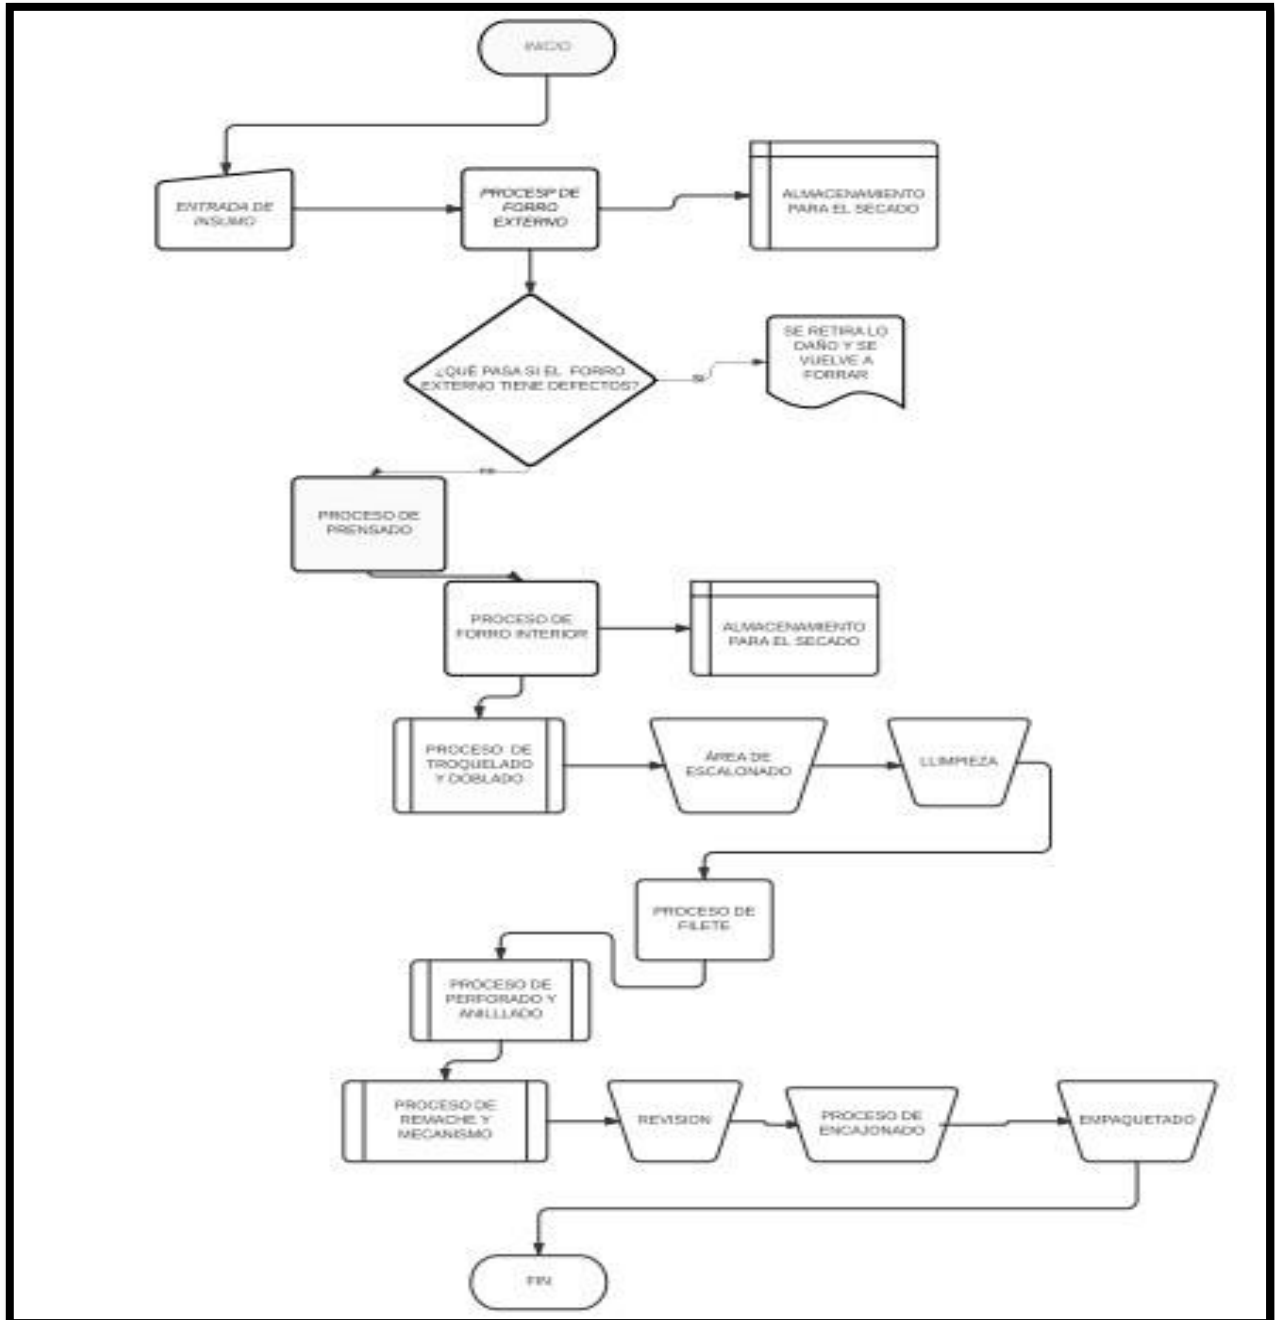 INICIO
ENTRADA DE
INSUMO
PROCESP DE
FORRO
EXTERNO
ALMACENAMIENTO
PARA EL SECADO
¿QUÉ PASA SI EL FORRO
EXTERNO TIENE DEFECTOS?
SI
SE RETIRA LO
DAÑO Y SE
VUELVE A
FORRAR
PROCESO DE
PRENSADO
PROCESO DE
FORRO INTERIOR
ALMACENAMIENTO
PARA EL SECADO
PROCESO DE
TROQUELADO
Y DOBLADO
ÁREA DE
ESCALONADO
LLIMPIEZA
PROCESO DE
FILETE
PROCESO DE
PERFORADO Y
ANILLLADO
PROCESO DE
REMACHE Y
MECANISMO
REVISION
PROCESO DE
ENCAJONADO
EMPAQUETADO
FIN